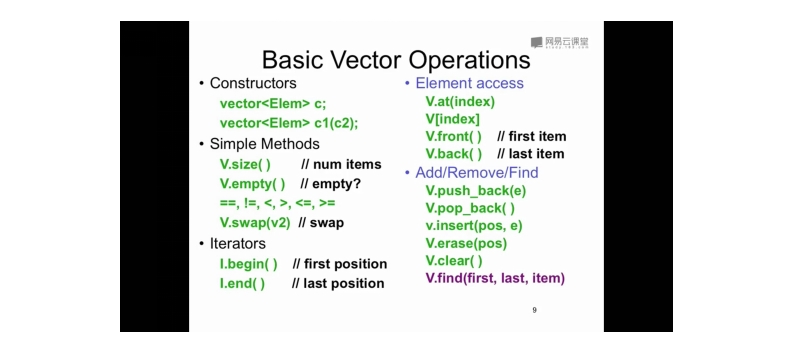 网易云课堂
Basic Vector Operations
• Constructors
vector<Elem> c;
vector<Elem> c1(c2);
• Simple Methods
V.size( ) // num items
V.empty( ) // empty?
==, !=, <, >, <=, >=
V.swap(v2) // swap
• Iterators
I.begin( ) // first position
I.end( ) // last position
• Element access
V.at(index)
V[index]
V.front( ) // first item
V.back( ) // last item
• Add/Remove/Find
V.push_back(e)
V.pop_back( )
v.insert(pos, e)
V.erase(pos)
V.clear( )
V.find(first, last, item)
9